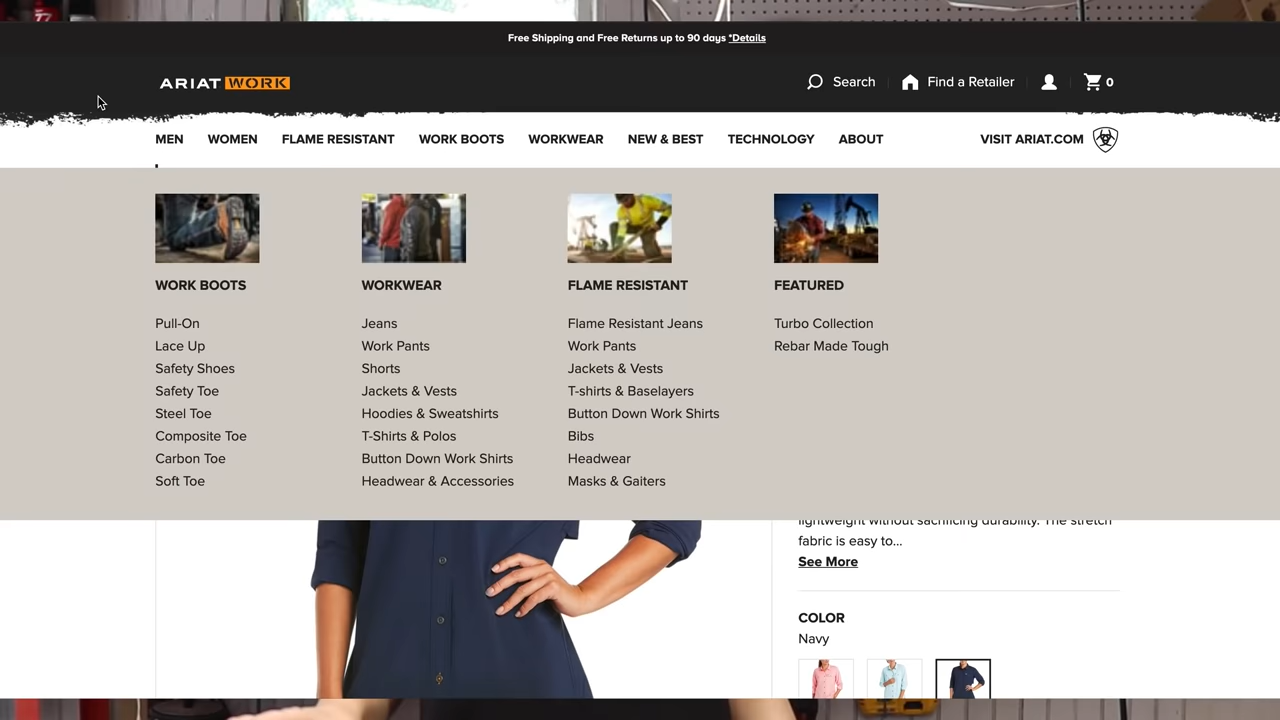 Free Shipping and Free Returns up to 90 days *Details
ARIAT WORK
Search
Find a Retailer
0
MEN
WOMEN
FLAME RESISTANT
WORK BOOTS
WORKWEAR
NEW & BEST
TECHNOLOGY
ABOUT
VISIT ARIAT.COM
WORK BOOTS
Pull-On
Lace Up
Safety Shoes
Safety Toe
Steel Toe
Composite Toe
Carbon Toe
Soft Toe
WORKWEAR
Jeans
Work Pants
Shorts
Jackets & Vests
Hoodies & Sweatshirts
T-Shirts & Polos
Button Down Work Shirts
Headwear & Accessories
FLAME RESISTANT
Flame Resistant Jeans
Work Pants
Jackets & Vests
T-shirts & Baselayers
Button Down Work Shirts
Bibs
Headwear
Masks & Gaiters
FEATURED
Turbo Collection
Rebar Made Tough
lightweight without sacrificing durability. The stretch
fabric is easy to...
See More
COLOR
Navy